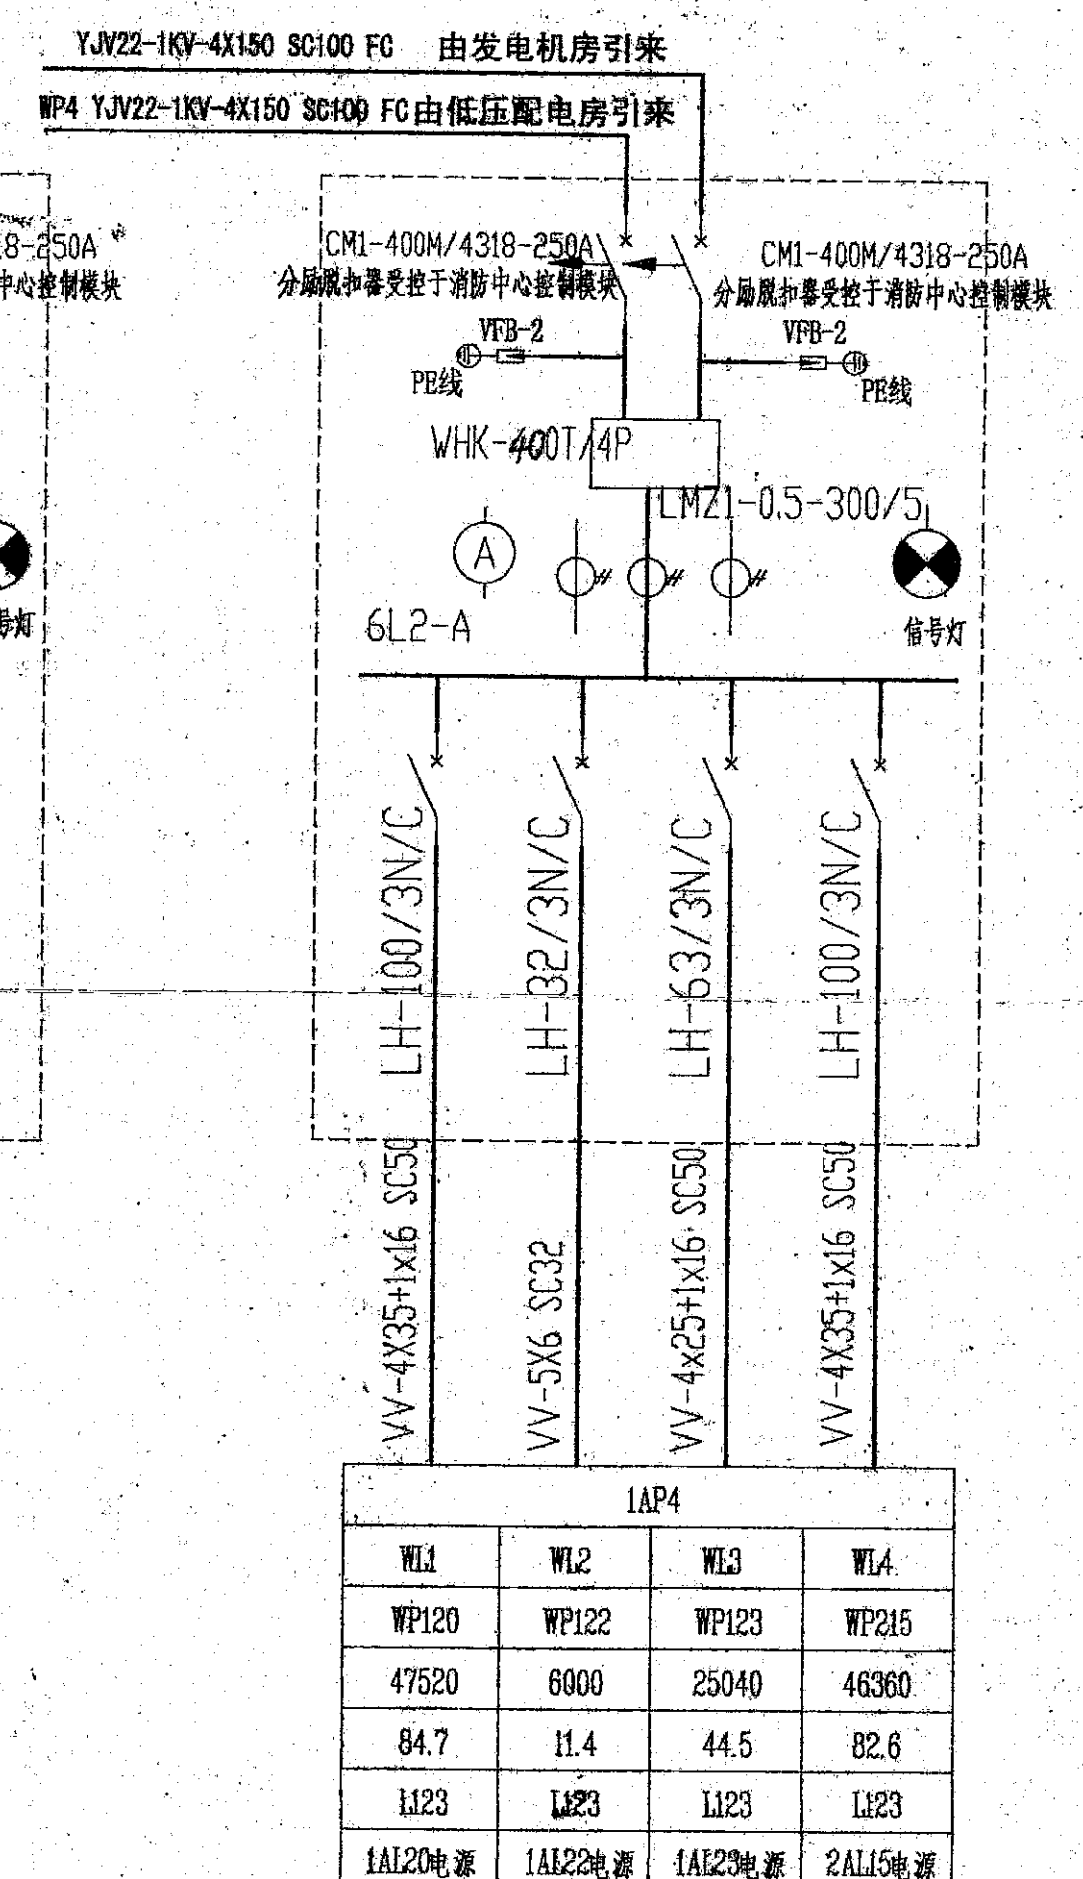 YJV22-1KV-4X150 SC100 FC 由发电机房引来
WP4 YJV22-1KV-4X150 SC100 FC由低压配电房引来
8-250A
中心控制模块
号灯
CM1-400M/4318-250A
分励脱扣器受控于消防中心控制模块
CM1-400M/4318-250A
分励脱扣器受控于消防中心控制模块
VFB-2
PE线
VFB-2
PE线
WHK-400T/4P
LMZ1-0.5-300/5
A
6L2-A
信号灯
LH-100/3N/C
LH-32/3N/C
LH-63/3N/C
LH-100/3N/C
VV-4X35+1x16 SC50
VV-5X6 SC32
VV-4x25+1x16 SC50
VV-4X35+1x16 SC50
1AP4
WL1 WL2 WL3 WL4
WP120 WP122 WP123 WP215
47520 6000 25040 46360
84.7 11.4 44.5 82.6
L123 L123 L123 L123
1AL20电源 1AL22电源 1AL23电源 2AL15电源